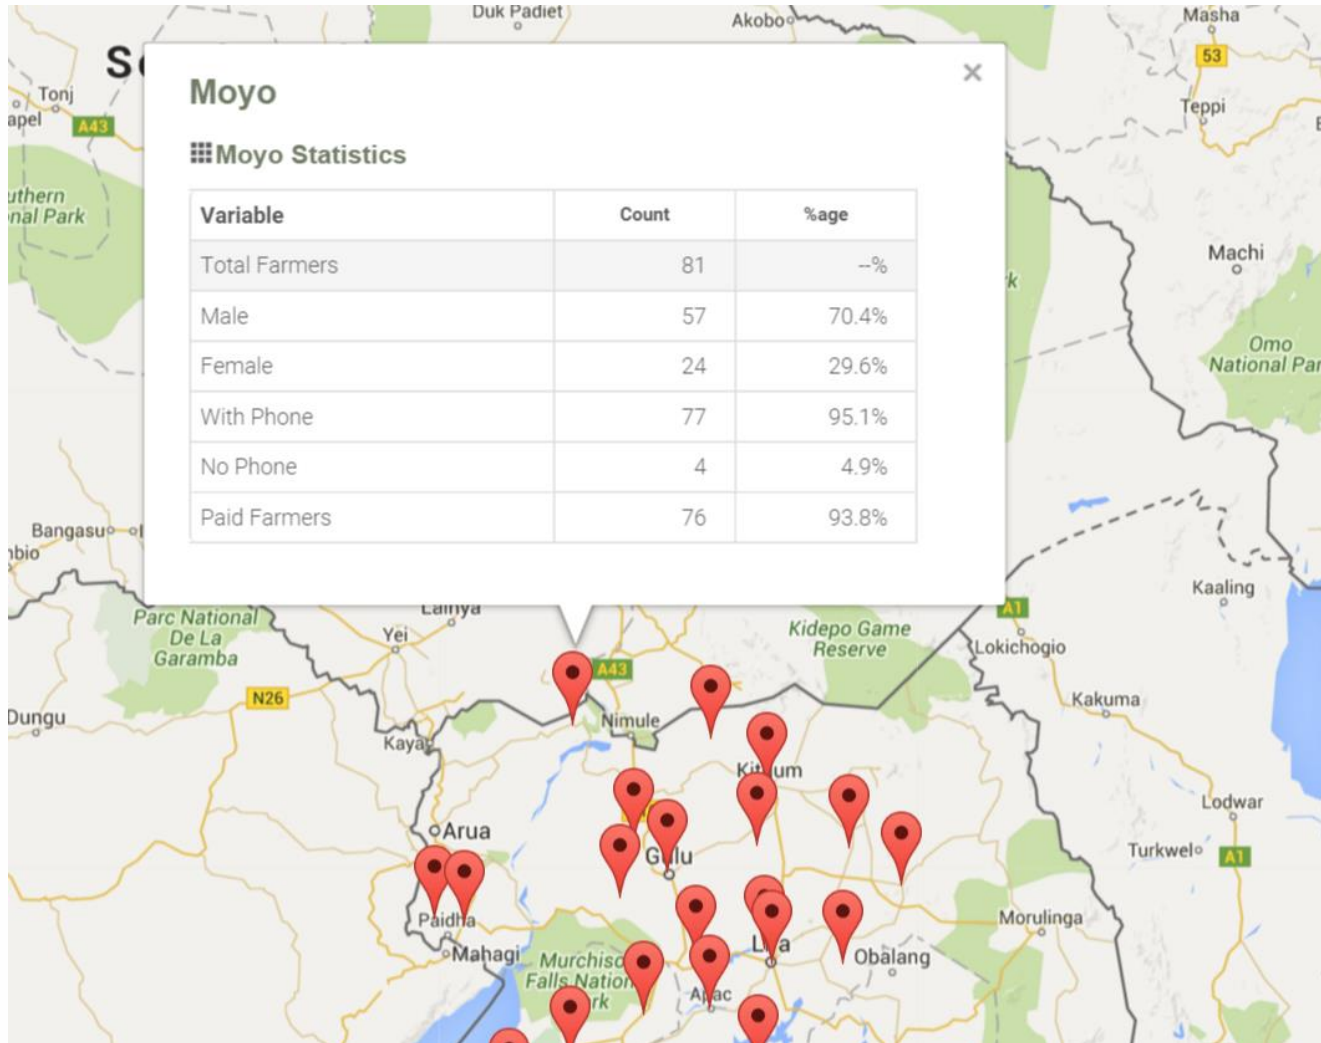 Duk Padiet
Akobo
Masha
53
Tonj
A43
Teppi
Moyo
×
Moyo Statistics
Variable Count %age
Total Farmers 81 --%
Male 57 70.4%
Female 24 29.6%
With Phone 77 95.1%
No Phone 4 4.9%
Paid Farmers 76 93.8%
Machi
Omo
National
Bangasu
Kaaling
Parc National
De La
Garamba
Lainya
Yei
A1
Kidepo Game
Reserve
Lokichogio
A43
N26
Dungu
Kaya
Nimule
Kakuma
Lodwar
Turkwel
A1
Arua
Gulu
Paidha
Mahagi
Morulinga
Obalang
Falls
Apac